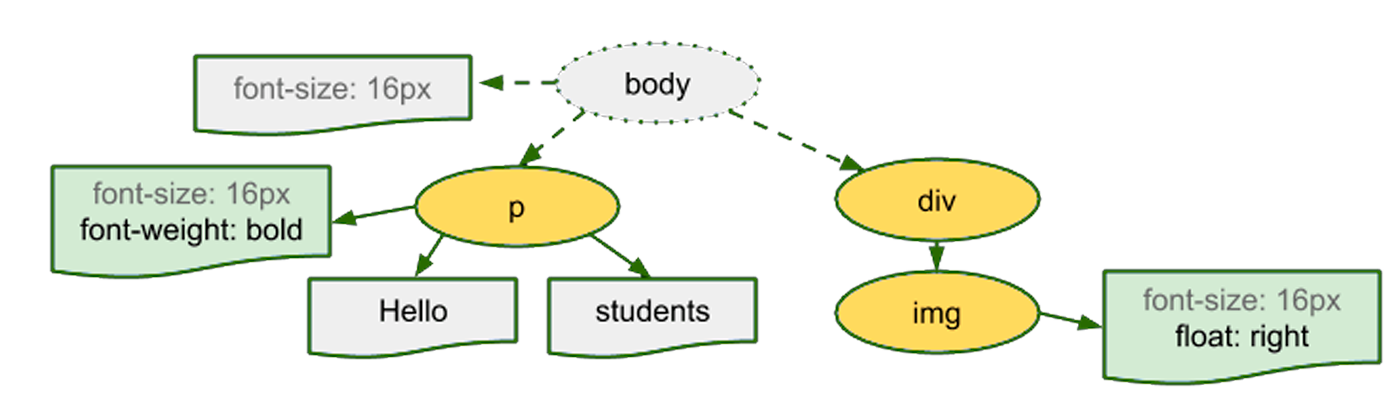 body
font-size: 16px
p
font-size: 16px
font-weight: bold
Hello
students
div
img
font-size: 16px
float: right